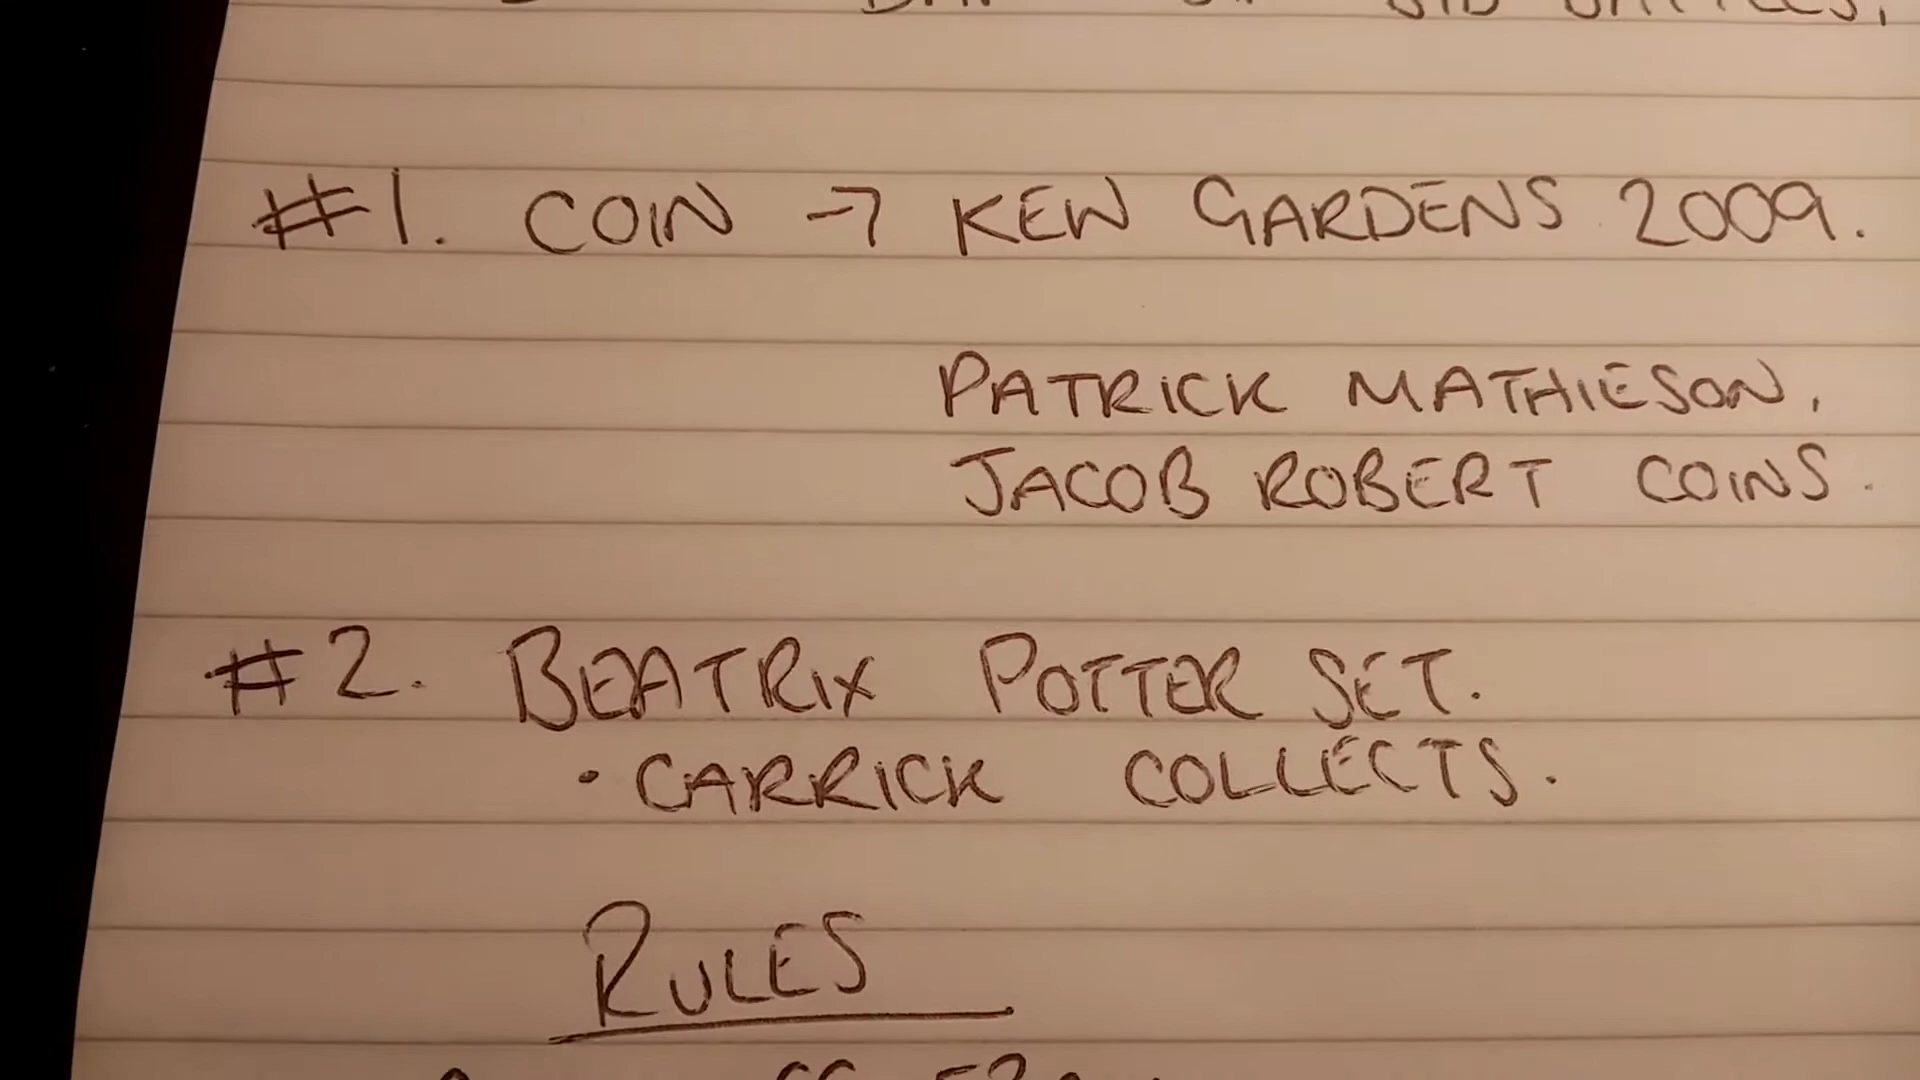 #1. COIN → KEW GARDENS 2009.
PATRICK MATHIESON.
JACOB ROBERT COINS.
#2. BEATRIX POTTER SET.
• CARRICK COLLECTS.
RULES